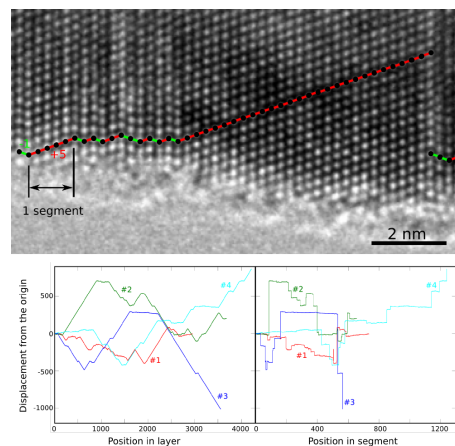 +5
1 segment
2 nm
Displacement from the origin
500
0
-500
-1000
#2
#4
#1
#3
0 1000 2000 3000 4000
Position in layer
#2
#4
#1
#3
0 400 800 1200
Position in segment